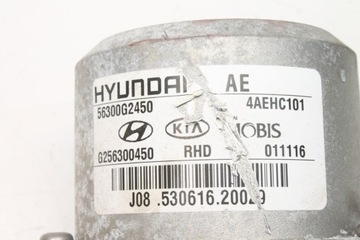 HYUNDAI AE
56300G2450 4AEHC101
KIA MOBIS
G256300450 RHD 011116
J08 .530616.20029